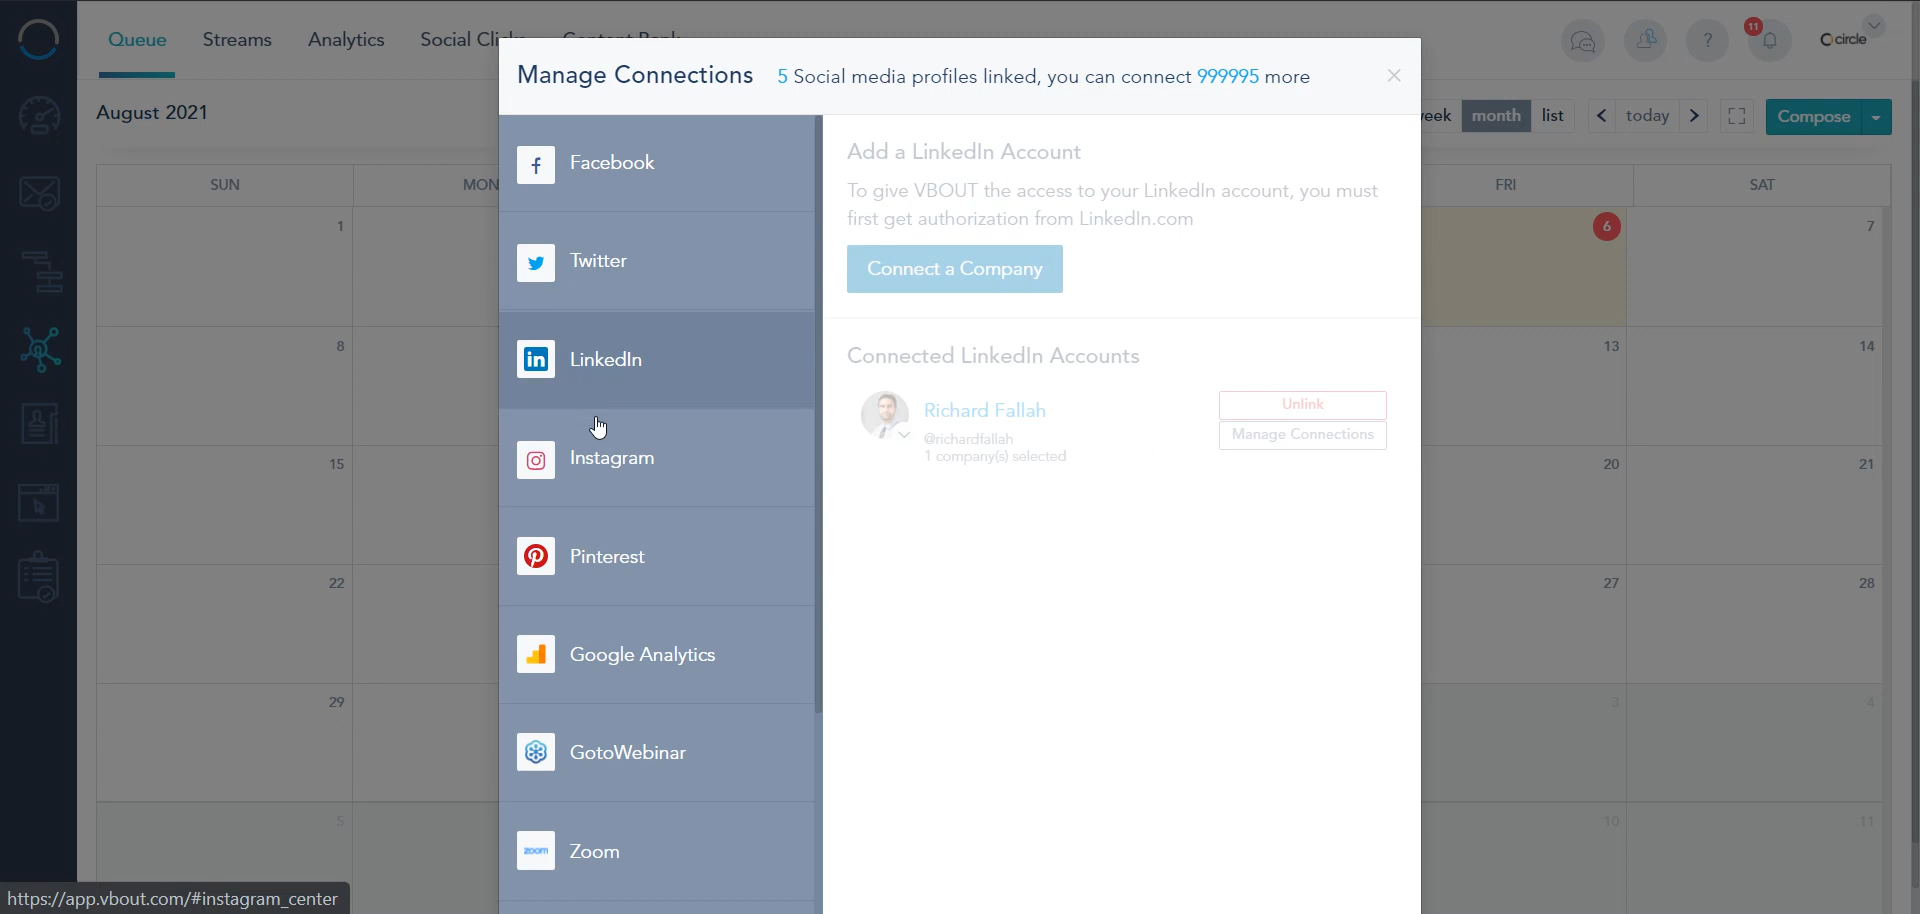 Queue Streams Analytics
11
circle
August 2021
month list
today
Compose
SUN
FRI
SAT
1
6
7
8
13
14
15
20
21
22
27
28
29
3
4
5
10
11
Manage Connections
5 Social media profiles linked, you can connect 999995 more
Facebook
Twitter
LinkedIn
Instagram
Pinterest
Google Analytics
GotoWebinar
zoom
Zoom
Add a LinkedIn Account
To give VBOUT the access to your LinkedIn account, you must
first get authorization from LinkedIn.com
Connect a Company
Connected LinkedIn Accounts
Richard Fallah
@richardfallah
1 company(s) selected
Unlink
Manage Connections
https://app.vbout.com/#instagram_center